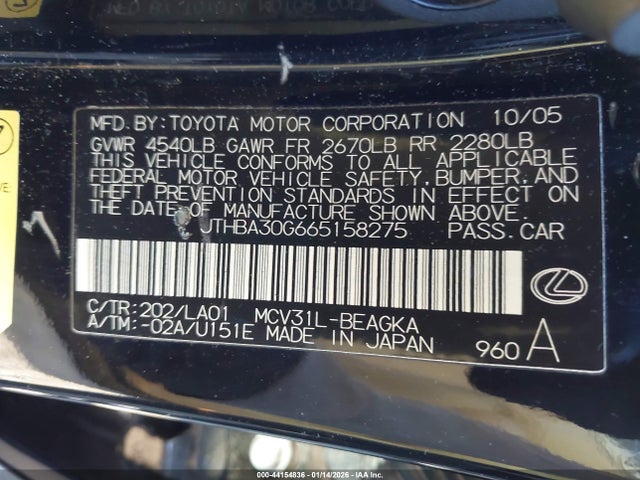 MFD. BY: TOYOTA MOTOR CORPORATION 10/05
GVWR 4540LB GAWR FR 2670LB RR 2280LB
THIS VEHICLE CONFORMS TO ALL APPLICABLE
FEDERAL MOTOR VEHICLE SAFETY, BUMPER, AND
THEFT PREVENTION STANDARDS IN EFFECT ON
THE DATE OF MANUFACTURE SHOWN ABOVE.
JTHBA30G665158275 PASS. CAR
C/TR: 202/LA01 MCV31L-BEAGKA
A/TM: -02A/U151E MADE IN JAPAN
960 A
000-44154836 - 01/14/2026 - IAA Inc.